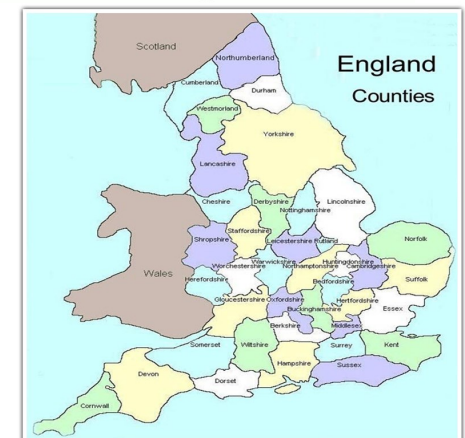 Scotland
Northumberland
England
Counties
Cumberland
Durham
Westmorland
Yorkshire
Lancashire
Cheshire
Derbyshire
Nottinghamshire
Lincolnshire
Staffordshire
Shropshire
Leicestershire
Rutland
Norfolk
Wales
Worchestershire
Warwickshire
Northamptonshire
Huntingdonshire
Cambridgeshire
Herefordshire
Bedfordshire
Suffolk
Gloucestershire
Oxfordshire
Buckinghamshire
Hertfordshire
Essex
Berkshire
Middlesex
Somerset
Wiltshire
Surrey
Kent
Hampshire
Sussex
Devon
Dorset
Cornwall